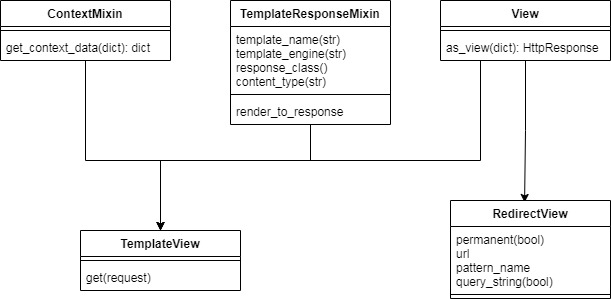 ContextMixin
get_context_data(dict): dict
TemplateResponseMixin
template_name(str)
template_engine(str)
response_class()
content_type(str)
render_to_response
View
as_view(dict): HttpResponse
TemplateView
get(request)
RedirectView
permanent(bool)
url
pattern_name
query_string(bool)